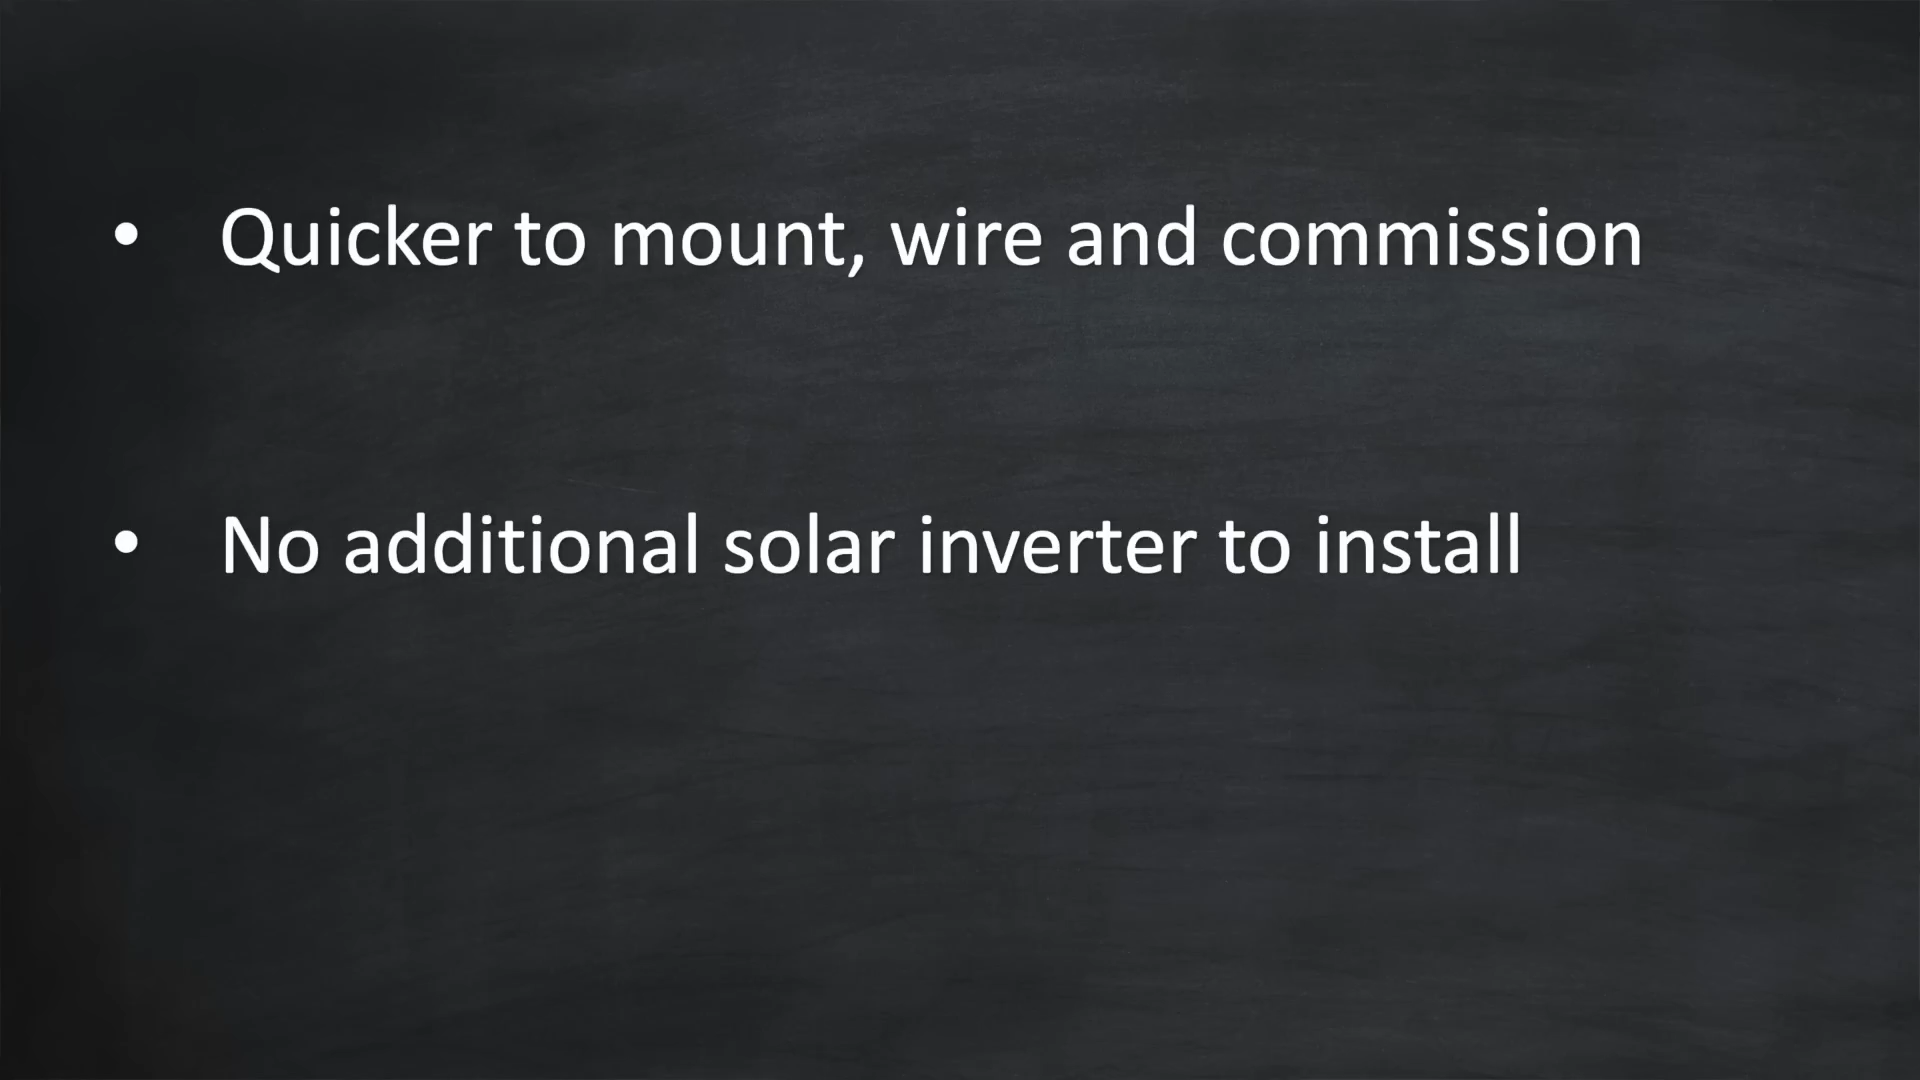 • Quicker to mount, wire and commission
• No additional solar inverter to install